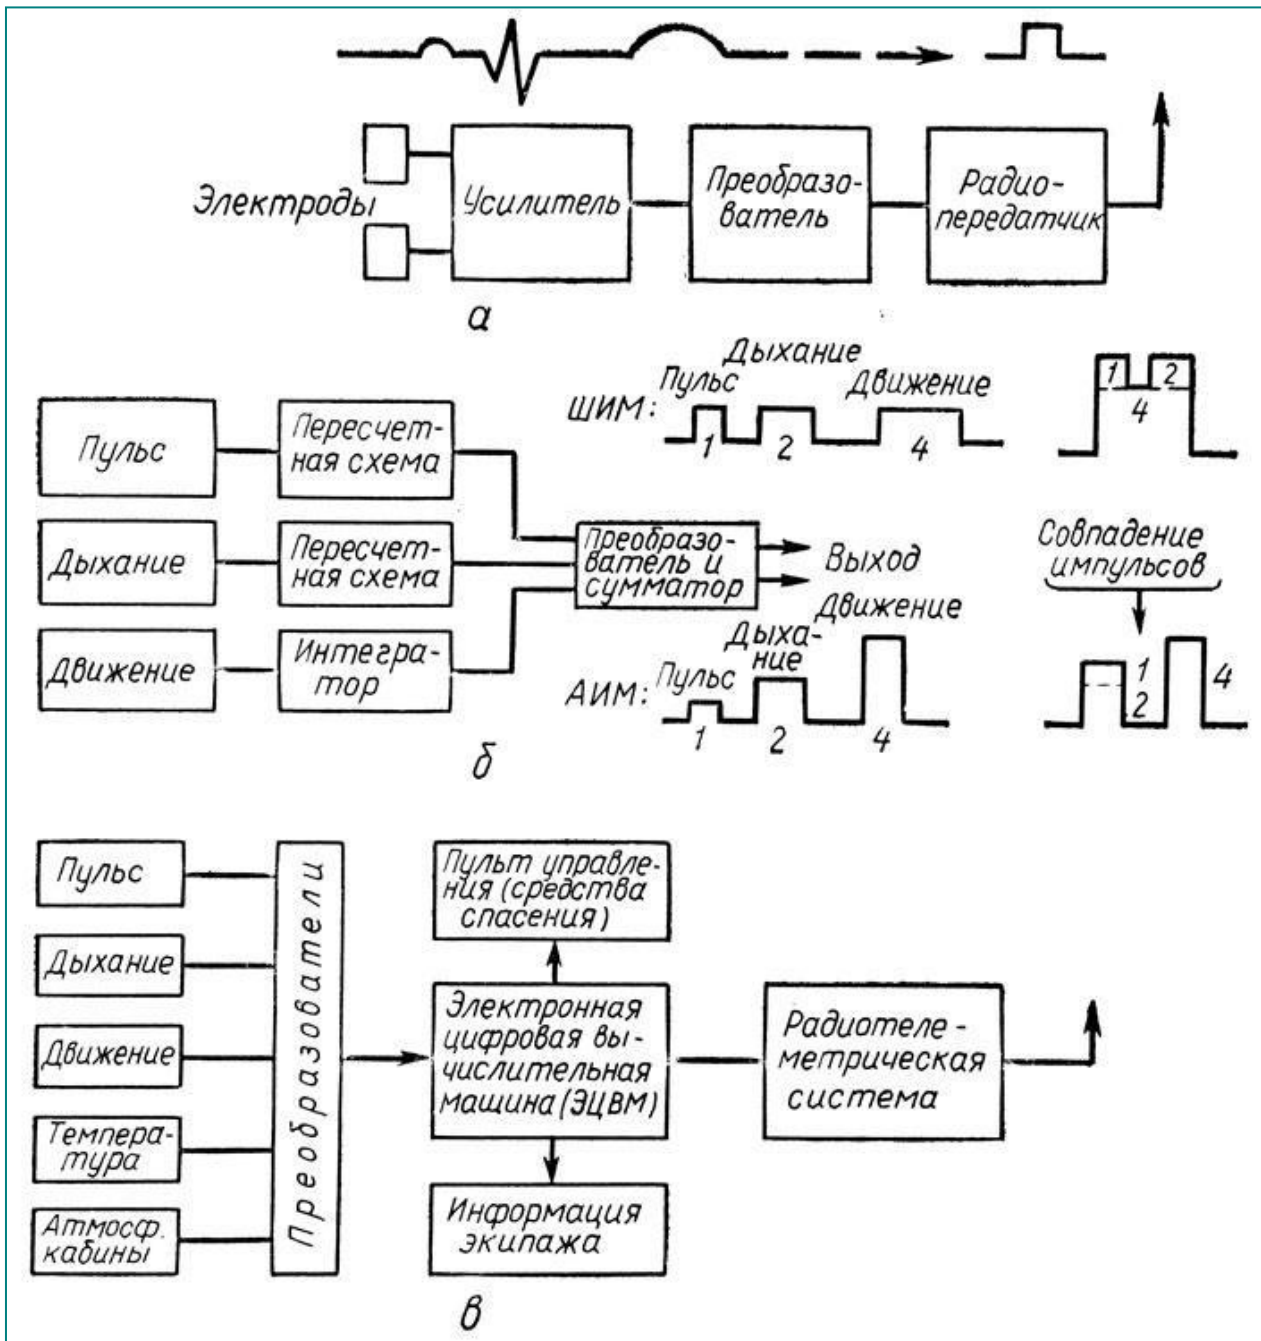 Электроды
Усилитель
Преобразо-
ватель
Радио-
передатчик
а
Пульс
Пересчет-
ная схема
Дыхание
Пересчет-
ная схема
Движение
Интегра-
тор
Преобразо-
ватель и
сумматор
Выход
ШИМ:
Пульс
Дыхание
Движение
1
2
4
1
2
4
Совпадение
импульсов
АИМ:
Пульс
Дыха-
ние
Движение
1
2
4
1
2
4
б
Пульс
Дыхание
Движение
Темпера-
тура
Атмосф.
кабины
Преобразователи
Пульт управле-
ния (средства
спасения)
Электронная
цифровая вы-
числительная
машина (ЭЦВМ)
Информация
экипажа
Радиотеле-
метрическая
система
в